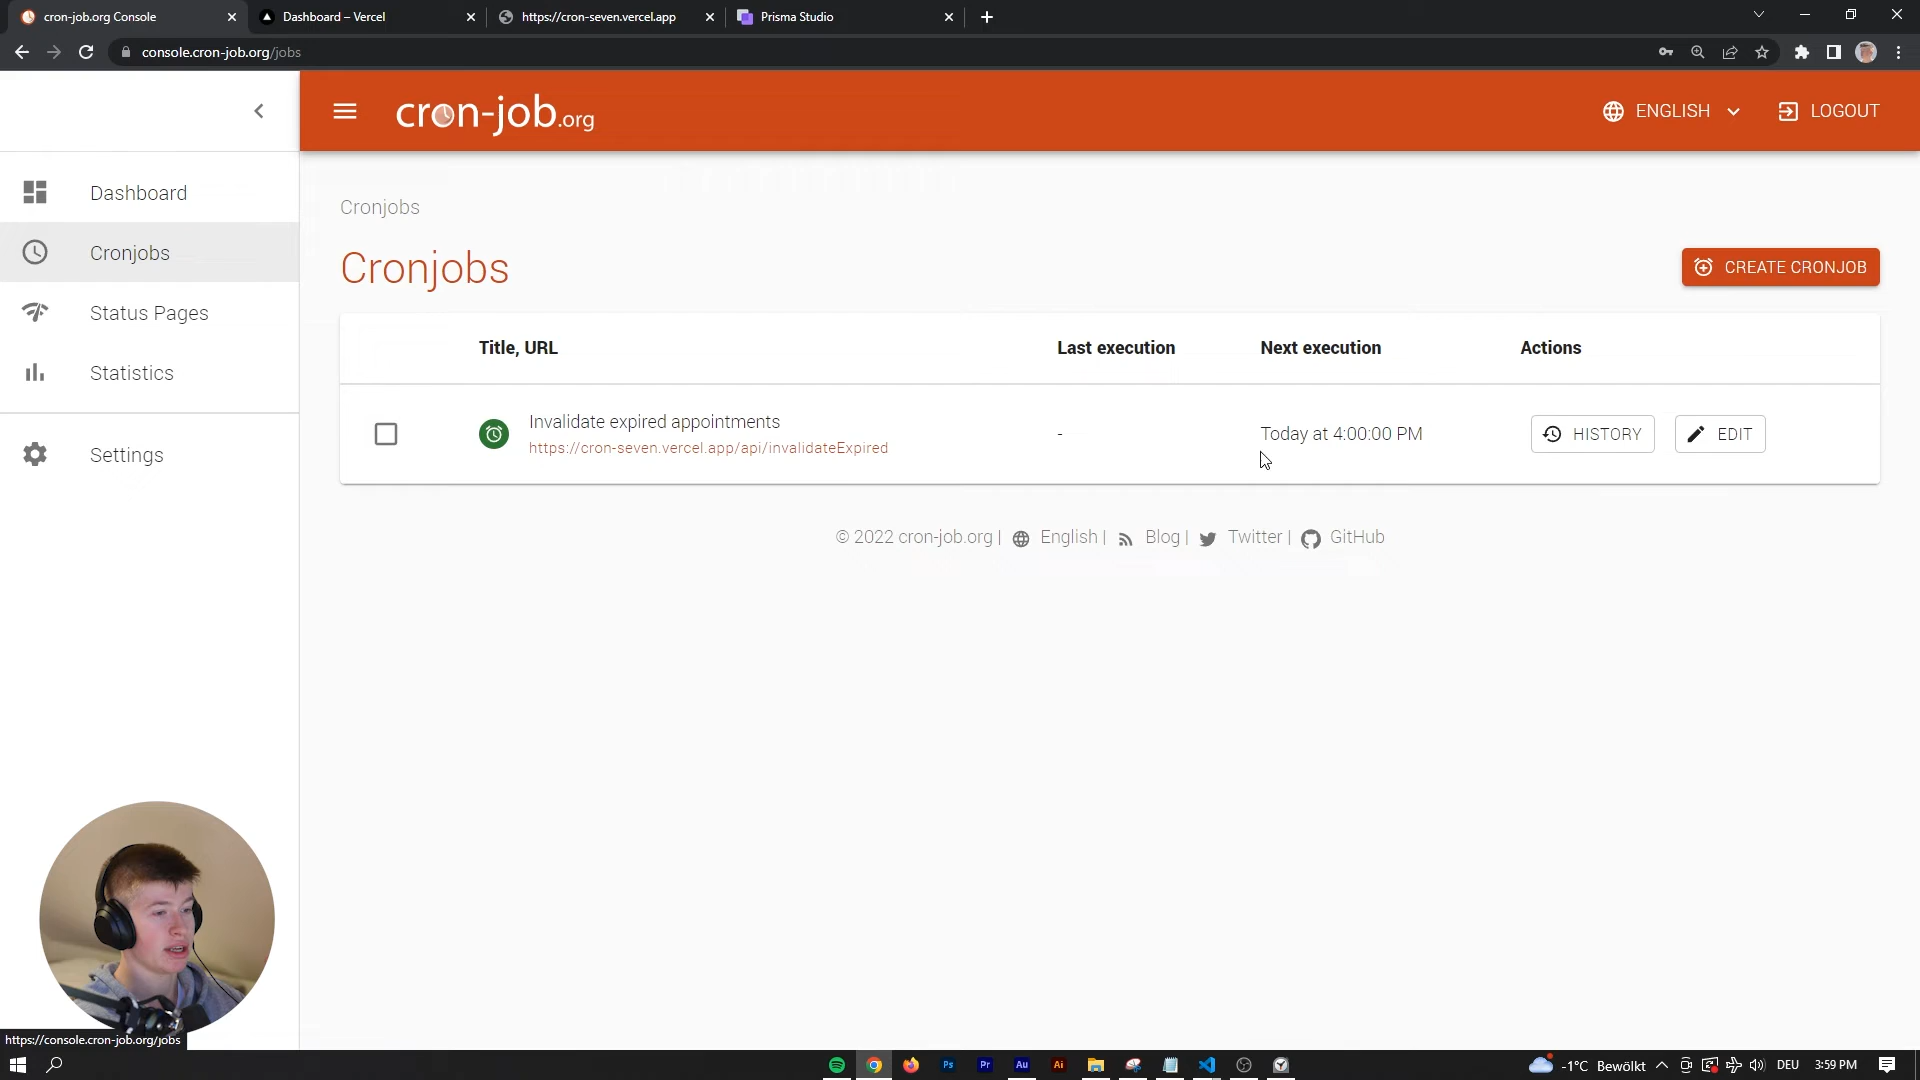 cron-job.org Console
Dashboard – Vercel
https://cron-seven.vercel.app
Prisma Studio
console.cron-job.org/jobs
cron-job.org
ENGLISH
LOGOUT
Dashboard
Cronjobs
Status Pages
Statistics
Settings
Cronjobs
Cronjobs
CREATE CRONJOB
Title, URL
Last execution
Next execution
Actions
Invalidate expired appointments
https://cron-seven.vercel.app/api/invalidateExpired
-
Today at 4:00:00 PM
HISTORY
EDIT
© 2022 cron-job.org | English | Blog | Twitter | GitHub
https://console.cron-job.org/jobs
Ps
Pr
Au
Ai
-1°C Bewölkt
DEU
3:59 PM